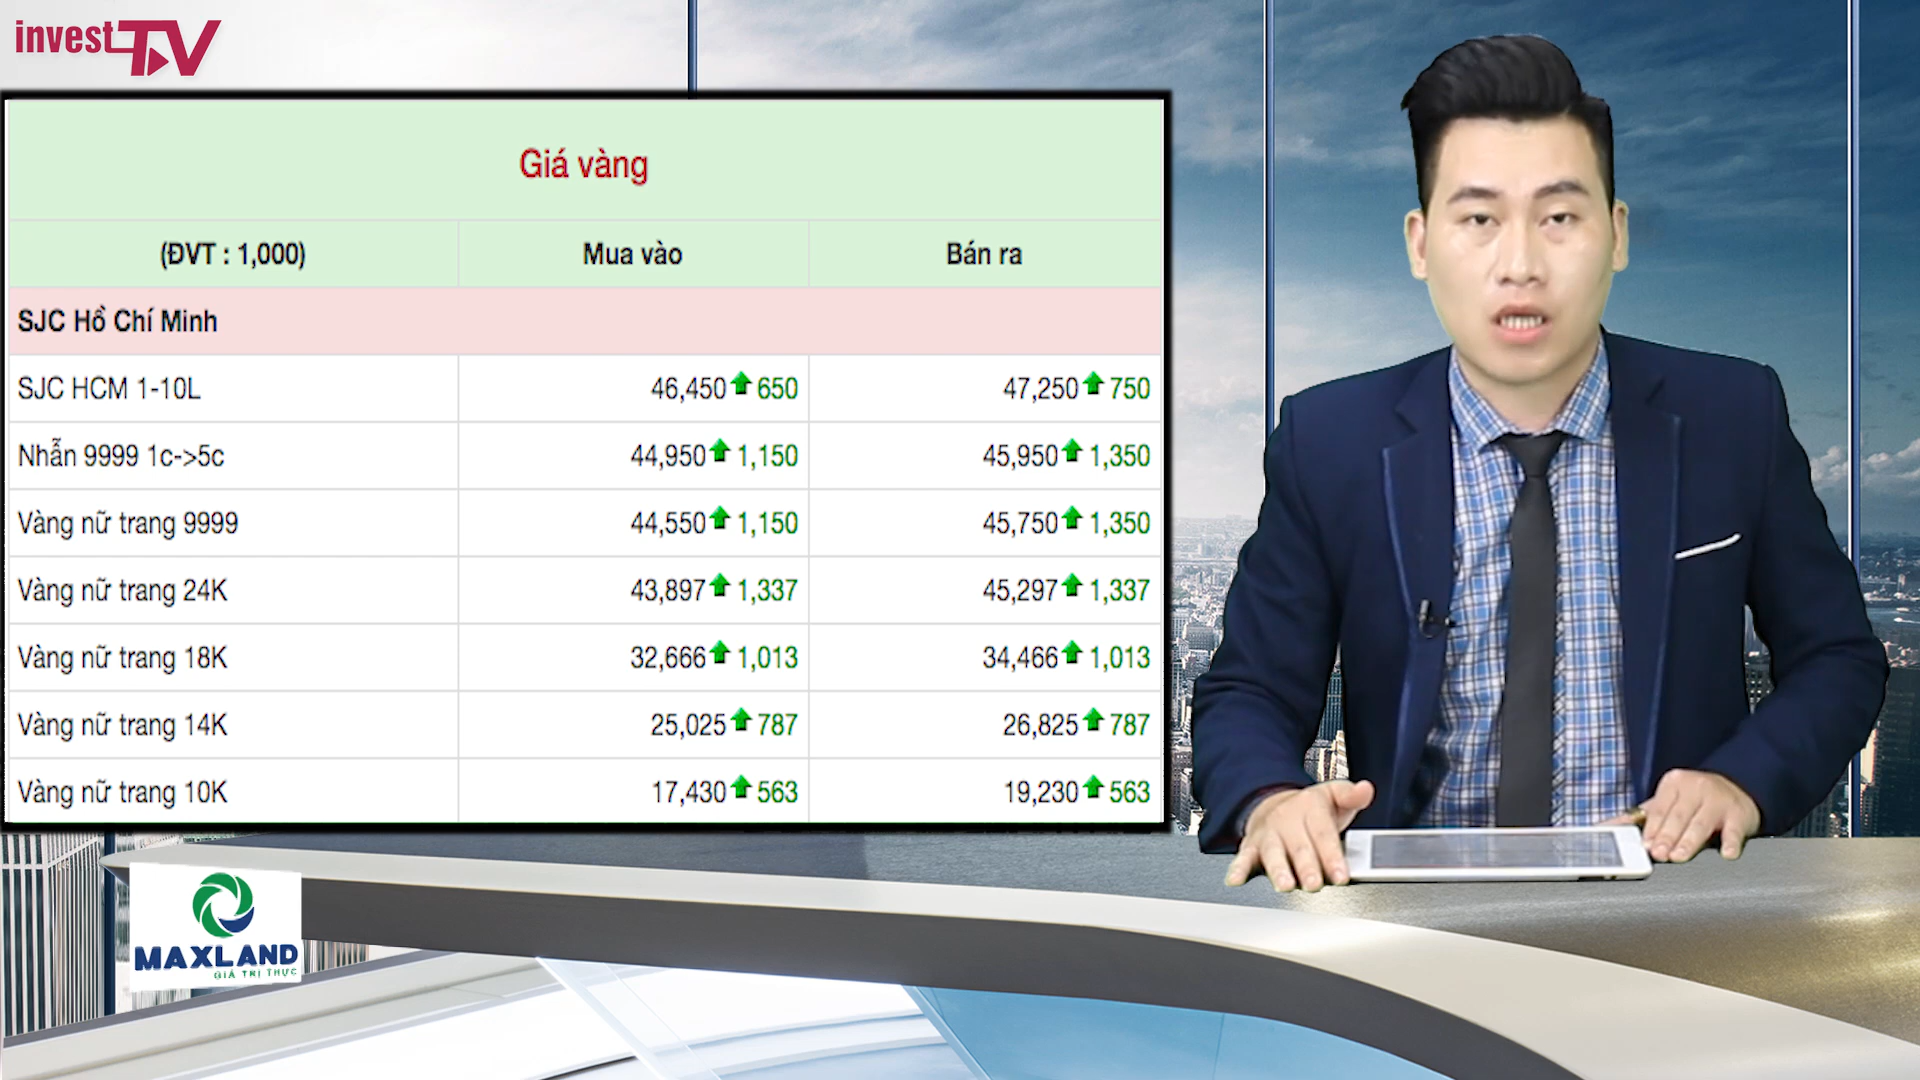 invest TV
Giá vàng
(ĐVT : 1,000) Mua vào Bán ra
SJC Hồ Chí Minh
SJC HCM 1-10L 46,450 650 47,250 750
Nhẫn 9999 1c->5c 44,950 1,150 45,950 1,350
Vàng nữ trang 9999 44,550 1,150 45,750 1,350
Vàng nữ trang 24K 43,897 1,337 45,297 1,337
Vàng nữ trang 18K 32,666 1,013 34,466 1,013
Vàng nữ trang 14K 25,025 787 26,825 787
Vàng nữ trang 10K 17,430 563 19,230 563
MAXLAND
GIÁ TRỊ THỰC